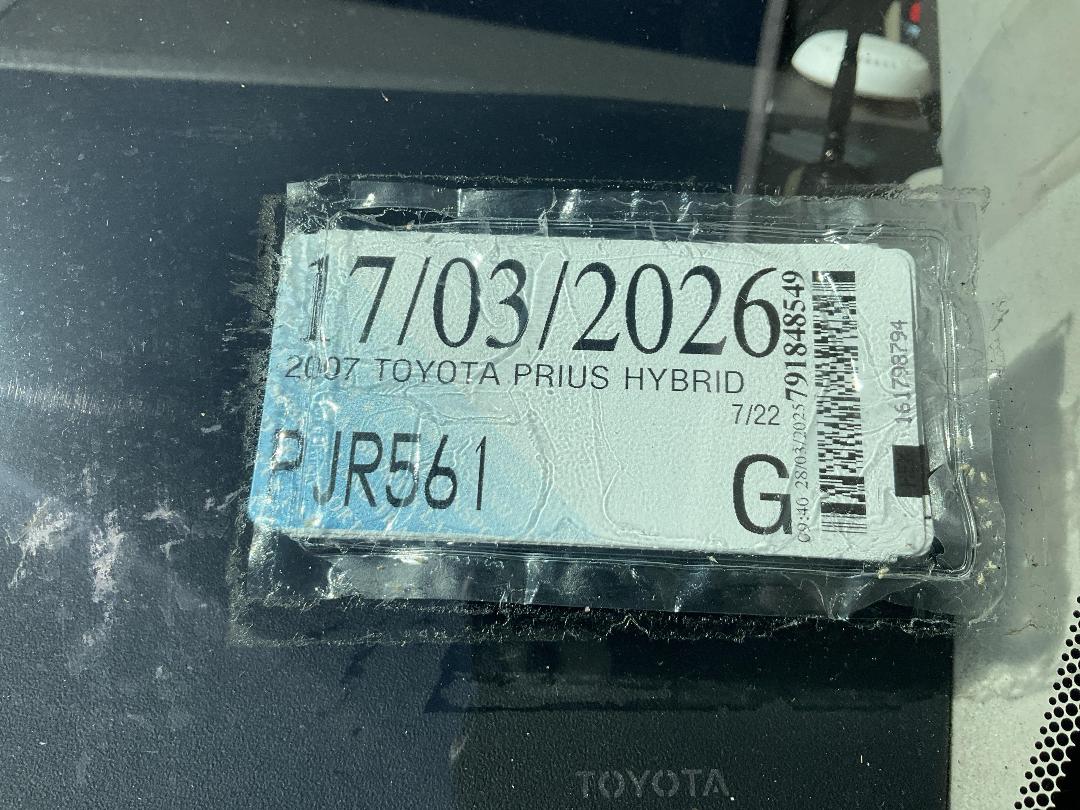 17/03/2026
2007 TOYOTA PRIUS HYBRID
7/22
PJR561
G
09:40 28/03/2025 791848549
161798794
TOYOTA